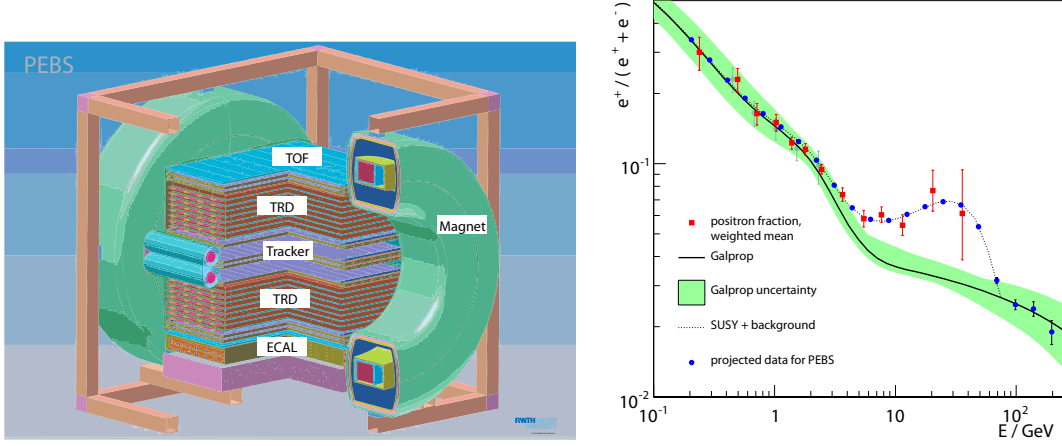 PEBS
TOF
TRD
Magnet
Tracker
TRD
ECAL
RWTH
e⁺ / ( e⁺ + e⁻ )
10⁻¹
10⁻²
positron fraction,
weighted mean
Galprop
Galprop uncertainty
SUSY + background
projected data for PEBS
10⁻¹ 1 10 10²
E / GeV